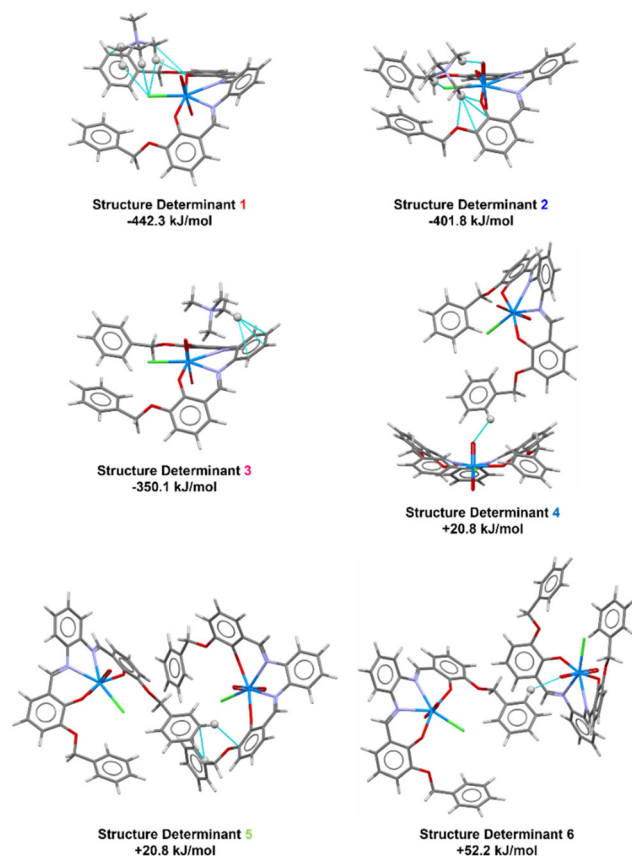 Structure Determinant 1
-442.3 kJ/mol
Structure Determinant 2
-401.8 kJ/mol
Structure Determinant 3
-350.1 kJ/mol
Structure Determinant 4
+20.8 kJ/mol
Structure Determinant 5
+20.8 kJ/mol
Structure Determinant 6
+52.2 kJ/mol